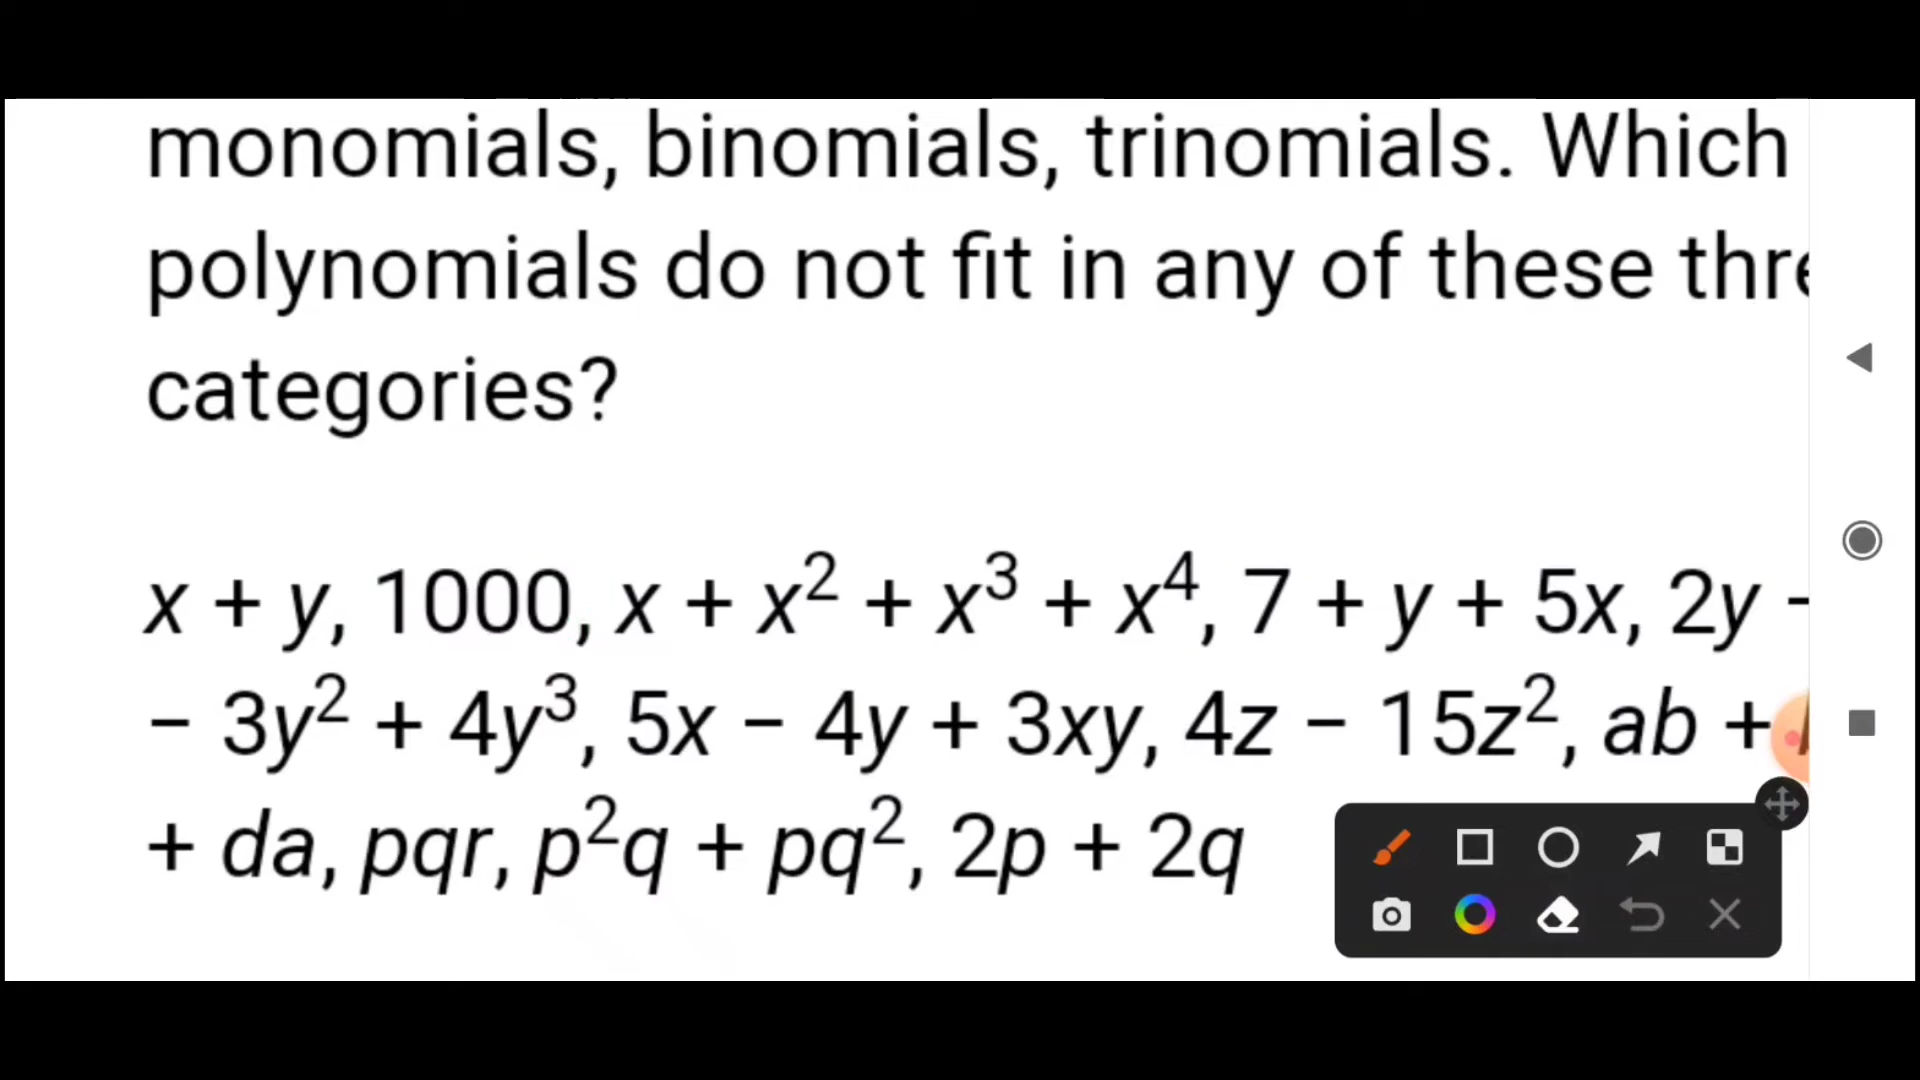 monomials, binomials, trinomials. Which
polynomials do not fit in any of these
categories?
x + y, 1000, x + x² + x³ + x⁴, 7 + y + 5x, 2y -
– 3y² + 4y³, 5x – 4y + 3xy, 4z – 15z², ab +
+ da, pqr, p²q + pq², 2p + 2q